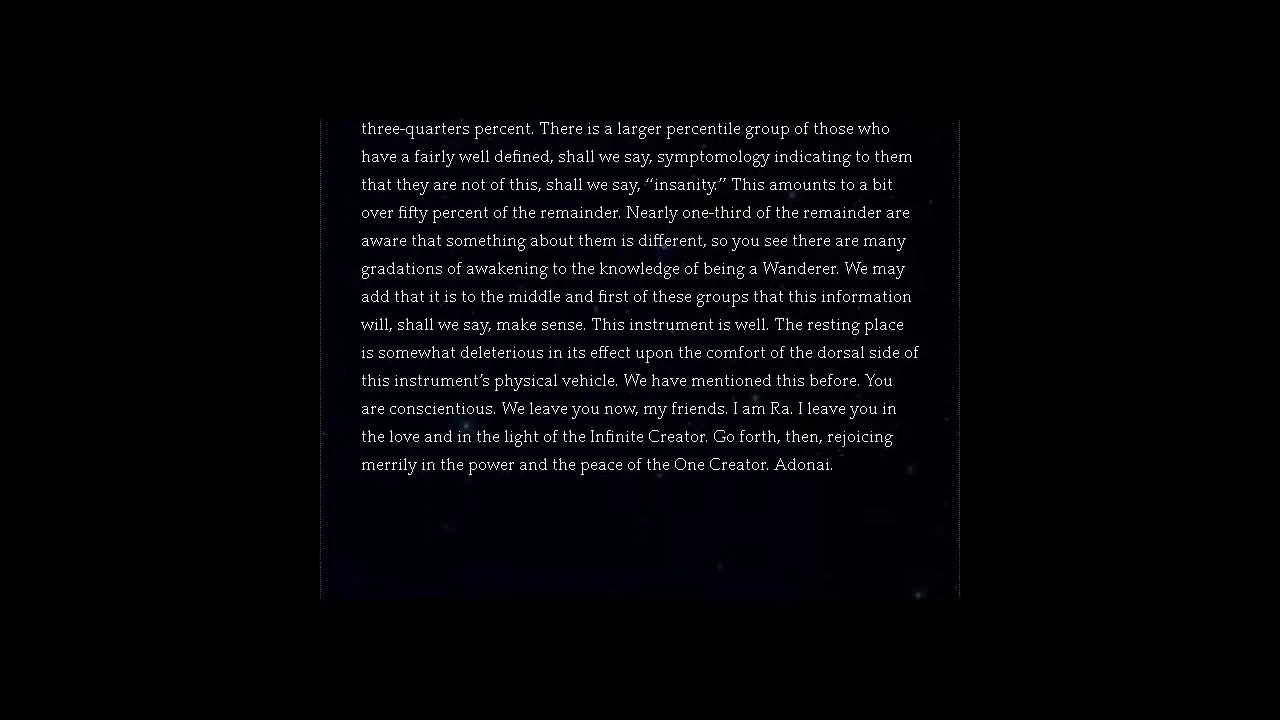 three-quarters percent. There is a larger percentile group of those who
have a fairly well defined, shall we say, symptomology indicating to them
that they are not of this, shall we say, “insanity.” This amounts to a bit
over fifty percent of the remainder. Nearly one-third of the remainder are
aware that something about them is different, so you see there are many
gradations of awakening to the knowledge of being a Wanderer. We may
add that it is to the middle and first of these groups that this information
will, shall we say, make sense. This instrument is well. The resting place
is somewhat deleterious in its effect upon the comfort of the dorsal side of
this instrument’s physical vehicle. We have mentioned this before. You
are conscientious. We leave you now, my friends. I am Ra. I leave you in
the love and in the light of the Infinite Creator. Go forth, then, rejoicing
merrily in the power and the peace of the One Creator. Adonai.